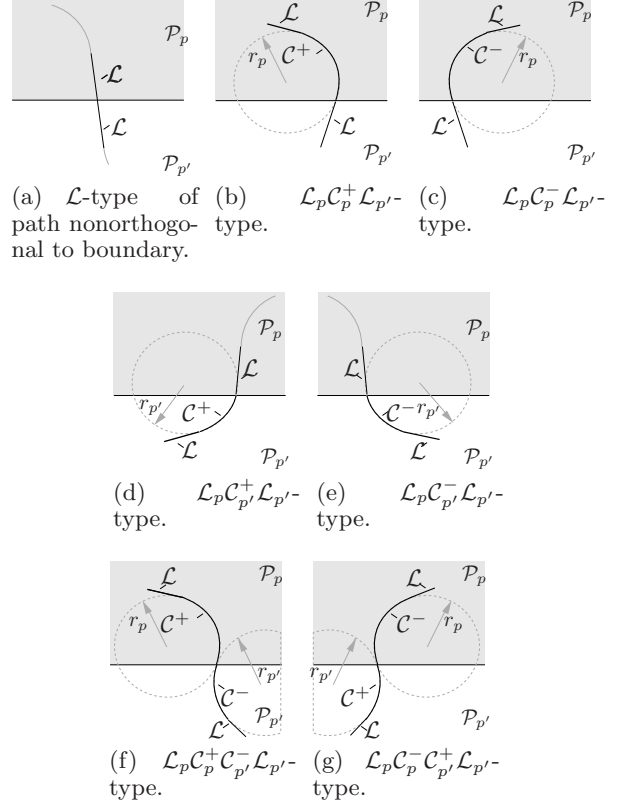 𝓛
𝒫ₚ
rₚ
𝒞⁺
𝓛
𝓛
𝒫ₚ
𝒞⁻
rₚ
𝓛
𝒫ₚ
𝓛
𝒫ₚ′
𝓛
𝒫ₚ′
𝓛
𝒫ₚ′
(a) 𝓛-type of
path nonorthogo-
nal to boundary.
(b) 𝓛ₚ𝒞ₚ⁺𝓛ₚ′-
type.
(c) 𝓛ₚ𝒞ₚ⁻𝓛ₚ′-
type.
𝒫ₚ
𝓛
rₚ′
𝒞⁺
𝓛
𝒫ₚ′
𝒫ₚ
𝓛
𝒞⁻
rₚ′
𝓛
𝒫ₚ′
(d) 𝓛ₚ𝒞ₚ′⁺𝓛ₚ′-
type.
(e) 𝓛ₚ𝒞ₚ′⁻𝓛ₚ′-
type.
𝓛
𝒫ₚ
rₚ
𝒞⁺
rₚ′
𝒞⁻
𝒫ₚ′
𝓛
𝓛
𝒫ₚ
𝒞⁻
rₚ
rₚ′
𝒞⁺
𝒫ₚ′
𝓛
(f) 𝓛ₚ𝒞ₚ⁺𝒞ₚ′⁻𝓛ₚ′-
type.
(g) 𝓛ₚ𝒞ₚ⁻𝒞ₚ′⁺𝓛ₚ′-
type.